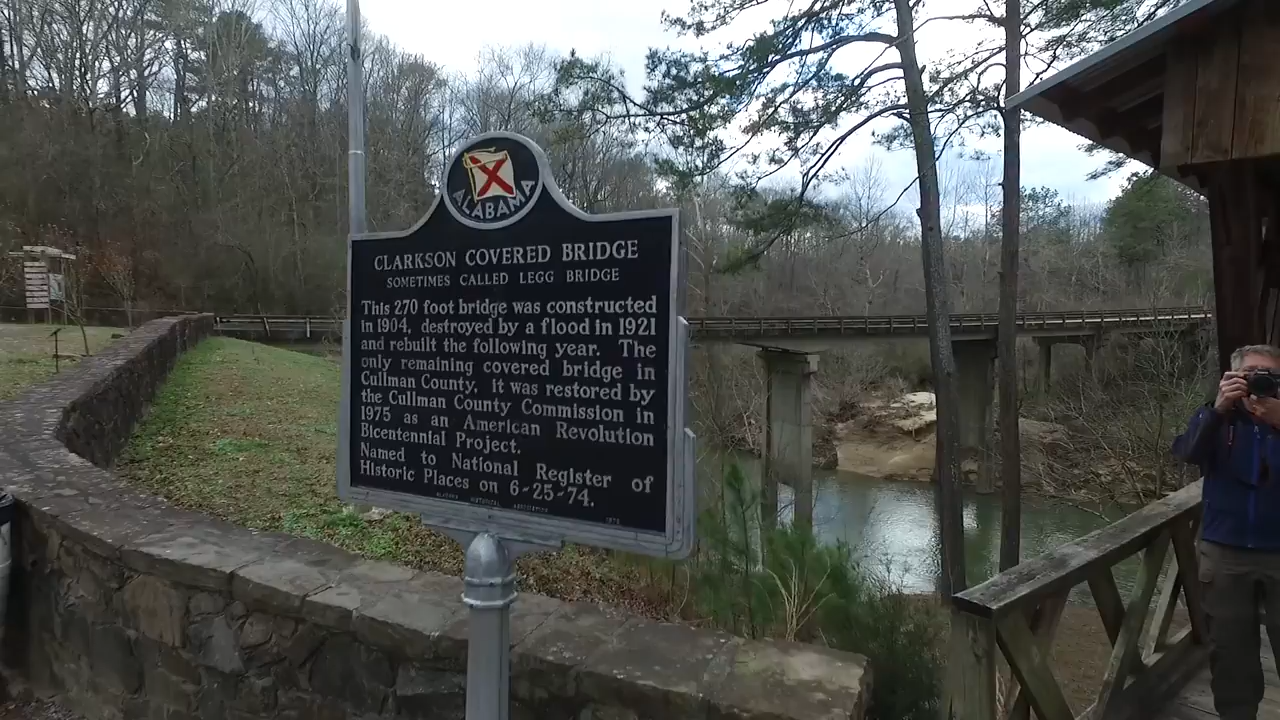 ALABAMA
CLARKSON COVERED BRIDGE
SOMETIMES CALLED LEGG BRIDGE
This 270 foot bridge was constructed
in 1904, destroyed by a flood in 1921
and rebuilt the following year. The
only remaining covered bridge in
Cullman County, it was restored by
the Cullman County Commission in
1975 as an American Revolution
Bicentennial Project.
Named to National Register of
Historic Places on 6-25-74.
ALABAMA HISTORICAL ASSOCIATION